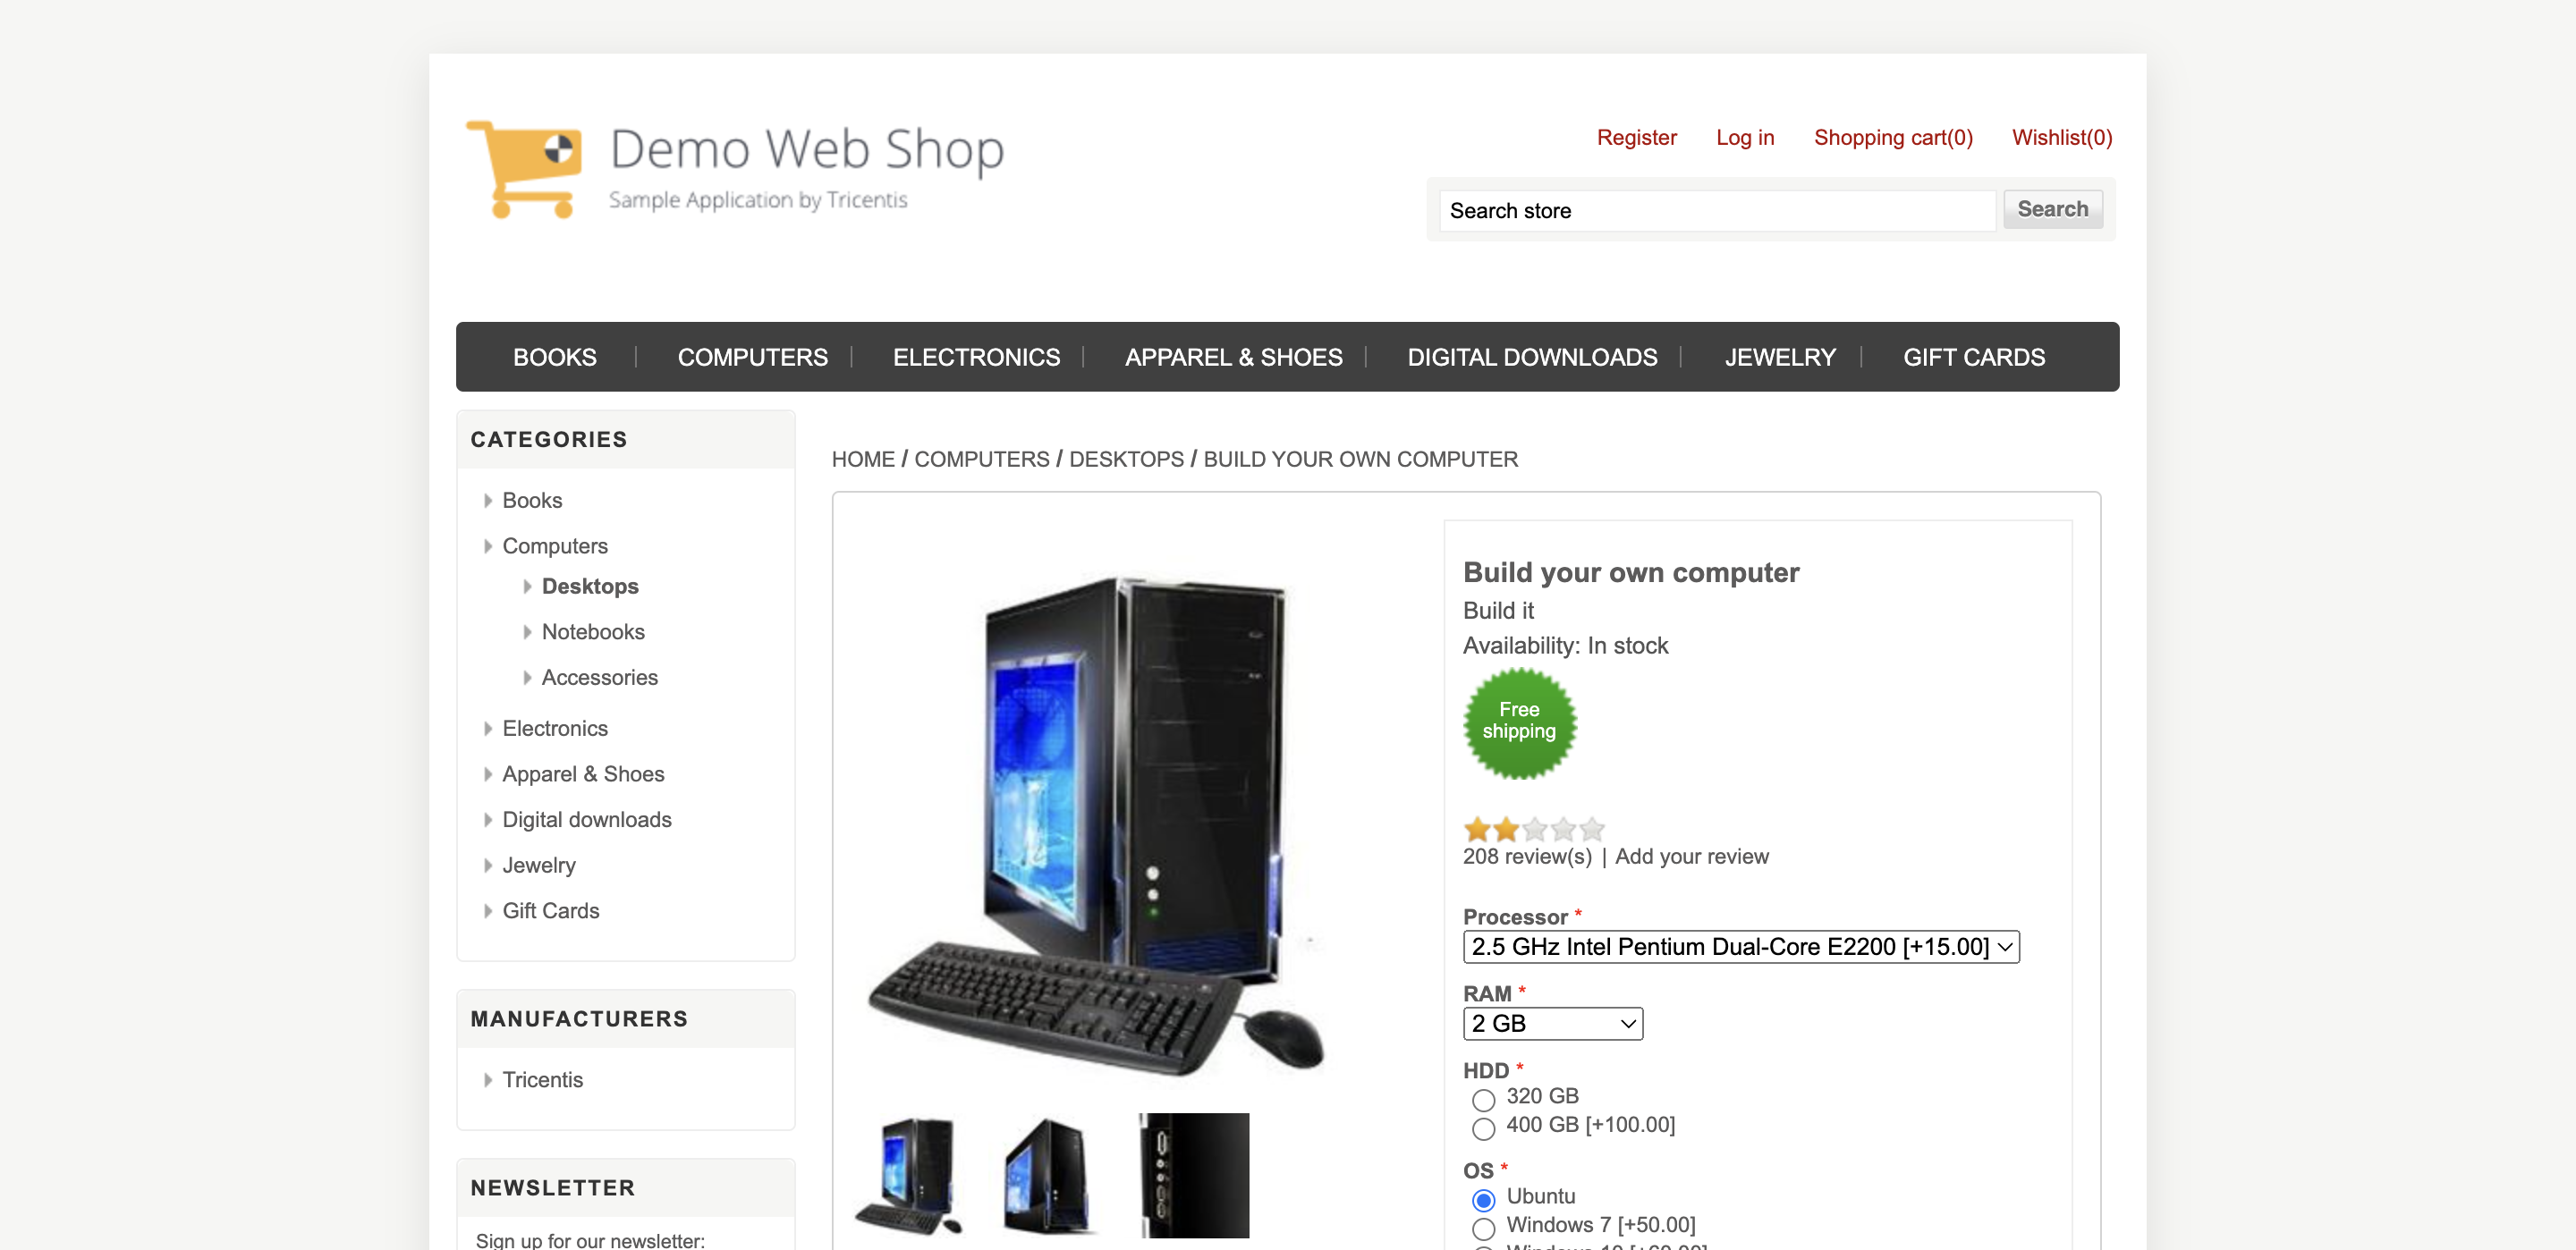 Demo Web Shop
Sample Application by Tricentis
Register Log in Shopping cart(0) Wishlist(0)
Search store Search
BOOKS COMPUTERS ELECTRONICS APPAREL & SHOES DIGITAL DOWNLOADS JEWELRY GIFT CARDS
CATEGORIES
Books
Computers
Desktops
Notebooks
Accessories
Electronics
Apparel & Shoes
Digital downloads
Jewelry
Gift Cards
MANUFACTURERS
Tricentis
NEWSLETTER
Sign up for our newsletter:
HOME / COMPUTERS / DESKTOPS / BUILD YOUR OWN COMPUTER
Build your own computer
Build it
Availability: In stock
Free
shipping
208 review(s) | Add your review
Processor *
2.5 GHz Intel Pentium Dual-Core E2200 [+15.00]
RAM *
2 GB
HDD *
320 GB
400 GB [+100.00]
OS *
Ubuntu
Windows 7 [+50.00]
Windows 10 [+60.00]